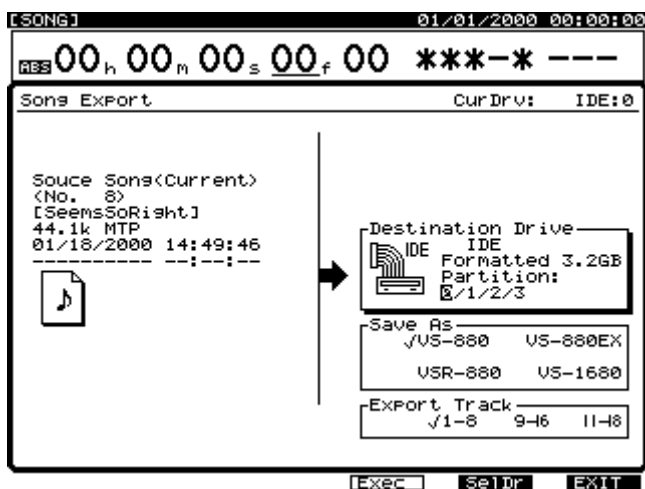 [SONG] 01/01/2000 00:00:00
ABS 00h 00m 00s 00f 00 ***-* ---
Song Export CurDrv: IDE:0
Souce Song(Current)
(No. 8)
[SeemsSoRight]
44.1k MTP
01/18/2000 14:49:46
---------- --:--:--
Destination Drive
IDE
IDE
Formatted 3.2GB
Partition:
0/1/2/3
Save As
√VS-880 VS-880EX
VSR-880 VS-1680
Export Track
√1-8 9-16 11-18
Exec SelDr EXIT